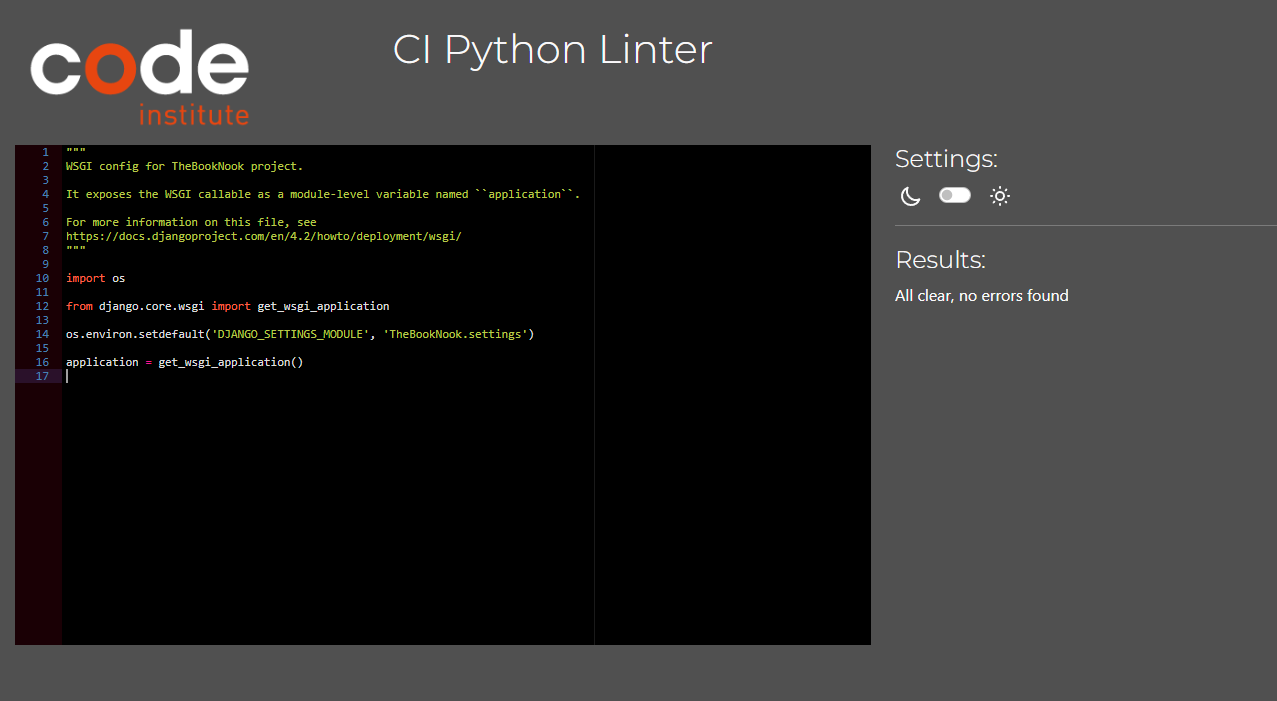 code
institute
CI Python Linter
1 """
2 WSGI config for TheBookNook project.
3
4 It exposes the WSGI callable as a module-level variable named ``application``.
5
6 For more information on this file, see
7 https://docs.djangoproject.com/en/4.2/howto/deployment/wsgi/
8 """
9
10 import os
11
12 from django.core.wsgi import get_wsgi_application
13
14 os.environ.setdefault('DJANGO_SETTINGS_MODULE', 'TheBookNook.settings')
15
16 application = get_wsgi_application()
17
Settings:
Results:
All clear, no errors found